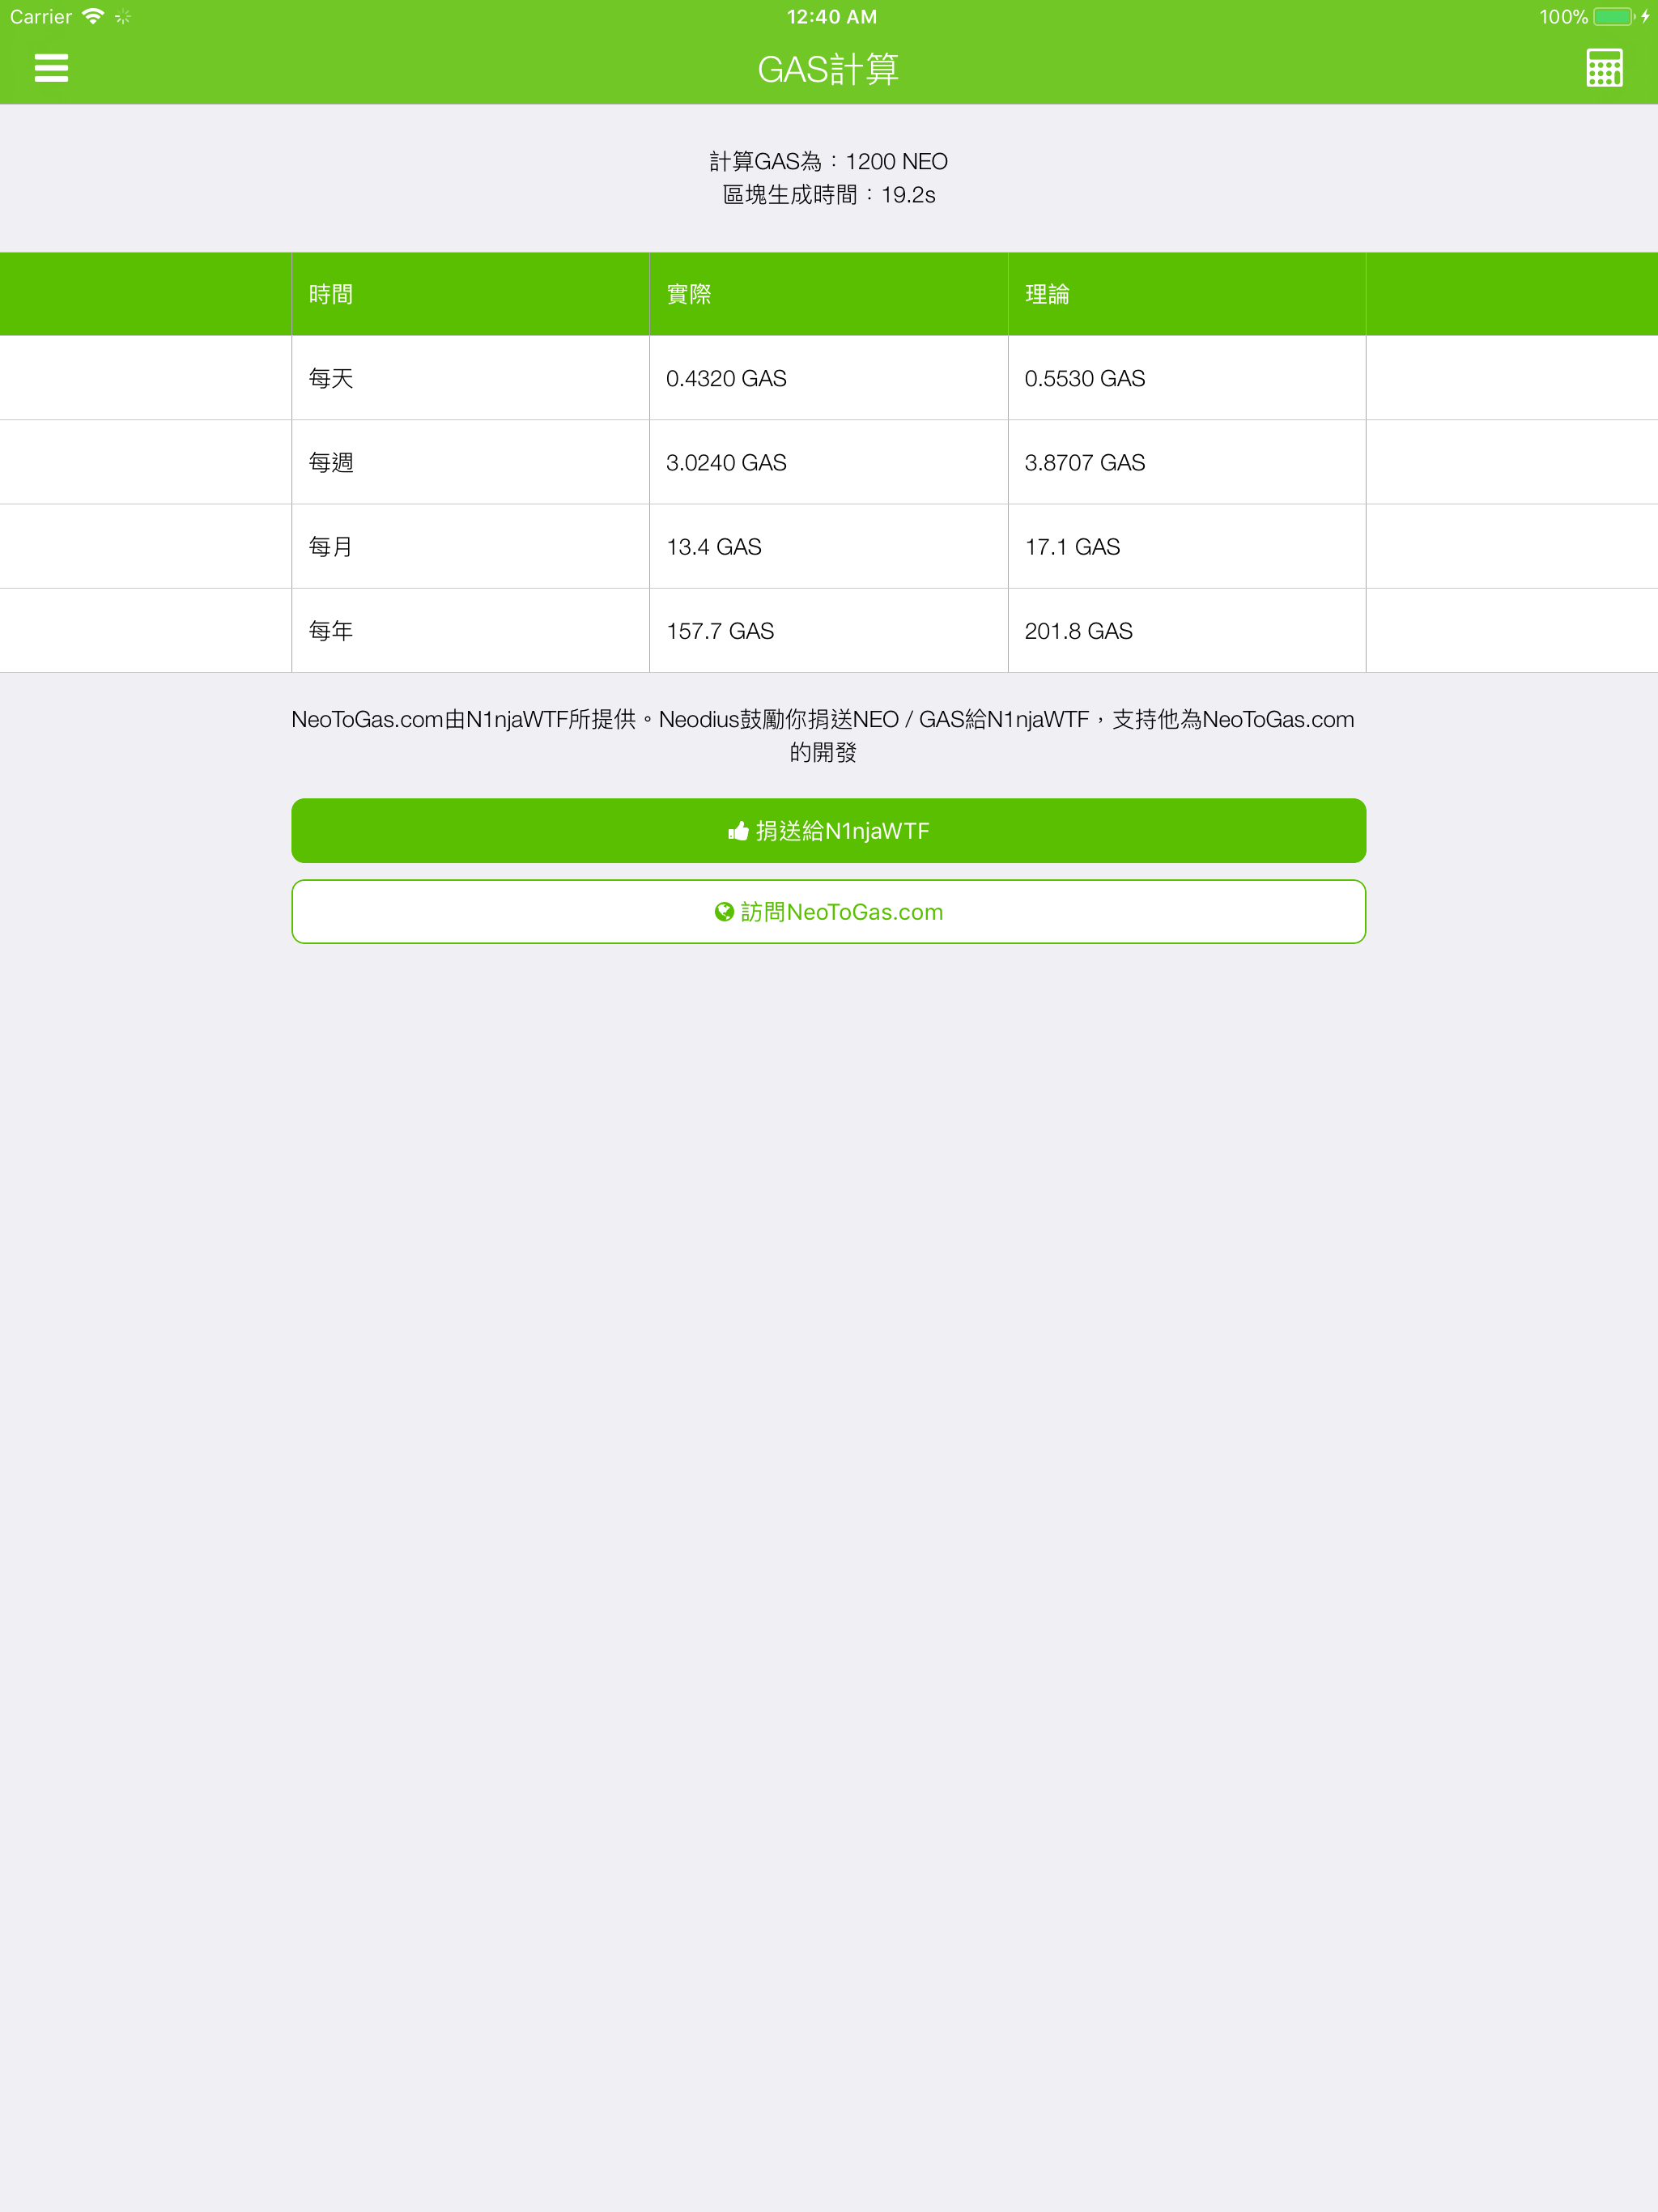 Carrier 12:40 AM 100%
GAS計算
計算GAS為：1200 NEO
區塊生成時間：19.2s
時間 實際 理論
每天 0.4320 GAS 0.5530 GAS
每週 3.0240 GAS 3.8707 GAS
每月 13.4 GAS 17.1 GAS
每年 157.7 GAS 201.8 GAS
NeoToGas.com由N1njaWTF所提供。Neodius鼓勵你捐送NEO / GAS給N1njaWTF，支持他為NeoToGas.com
的開發
捐送給N1njaWTF
訪問NeoToGas.com